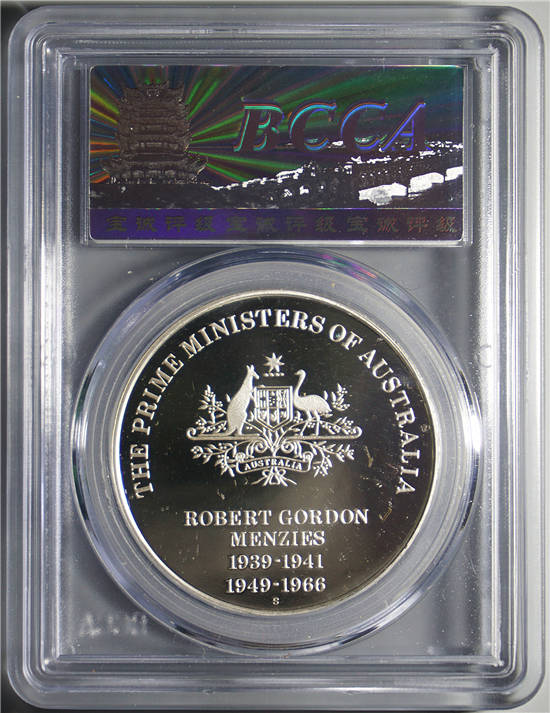 BCCA
宝诚评级 宝诚评级 宝诚评级
THE PRIME MINISTERS OF AUSTRALIA
AUSTRALIA
ROBERT GORDON
MENZIES
1939-1941
1949-1966
S